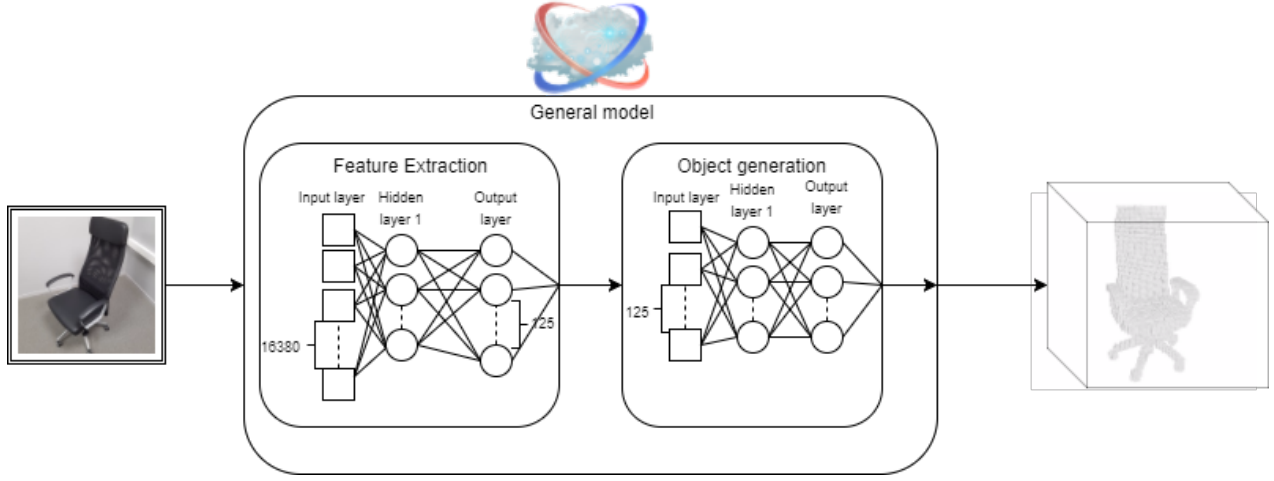 General model
Feature Extraction
Input layer
Hidden
layer 1
Output
layer
16380
125
Object generation
Input layer
Hidden
layer 1
Output
layer
125